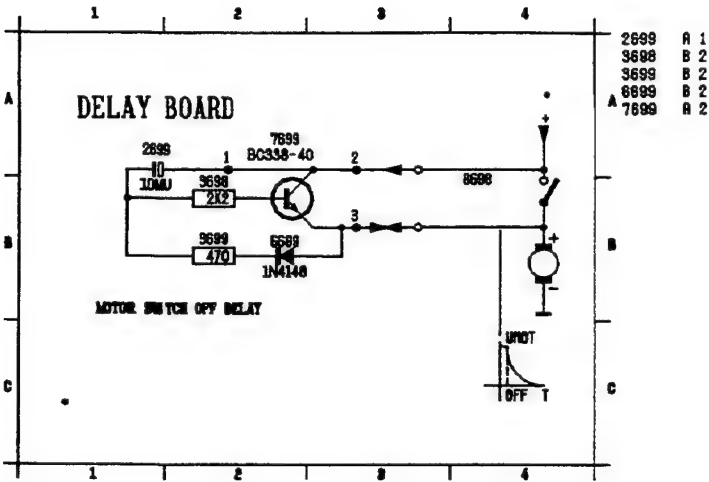 1 2 3 4
2699 A 1
3698 B 2
3699 B 2
6699 B 2
7699 A 2
A A
DELAY BOARD
+
7699
BC338-40
2699
1 2
10MU
3698
2K2
8698
3
B B
3699
470
6699
1N4148
+
-
MOTOR SWITCH OFF DELAY
UMOT
OFF T
C C
1 2 3 4